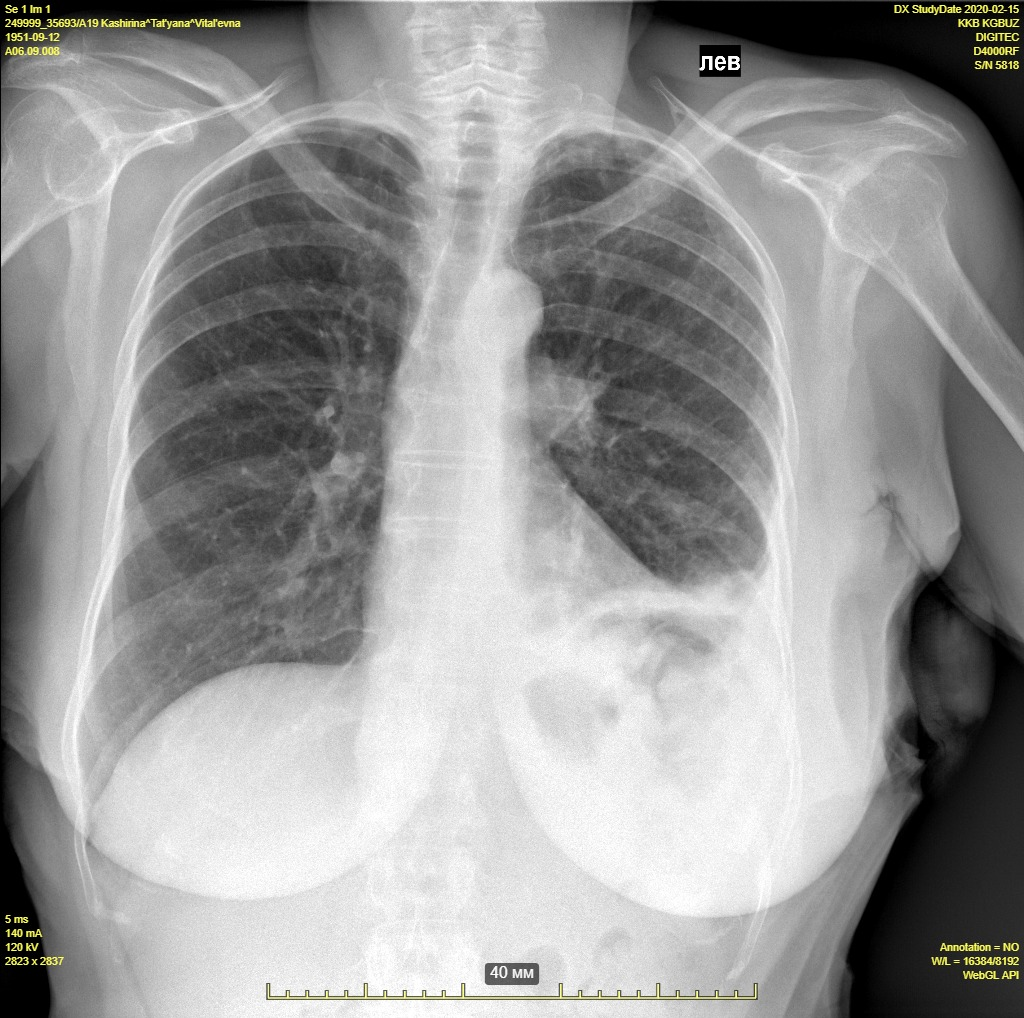 Se 1 Im 1
249999_35693/A19 Kashirina^Tat'yana^Vital'evna
1951-09-12
A06.09.008
DX StudyDate 2020-02-15
KKB KGBUZ
DIGITEC
D4000RF
S/N 5818
лев
5 ms
140 mA
120 kV
2823 x 2837
40 мм
Annotation = NO
W/L = 16384/8192
WebGL API